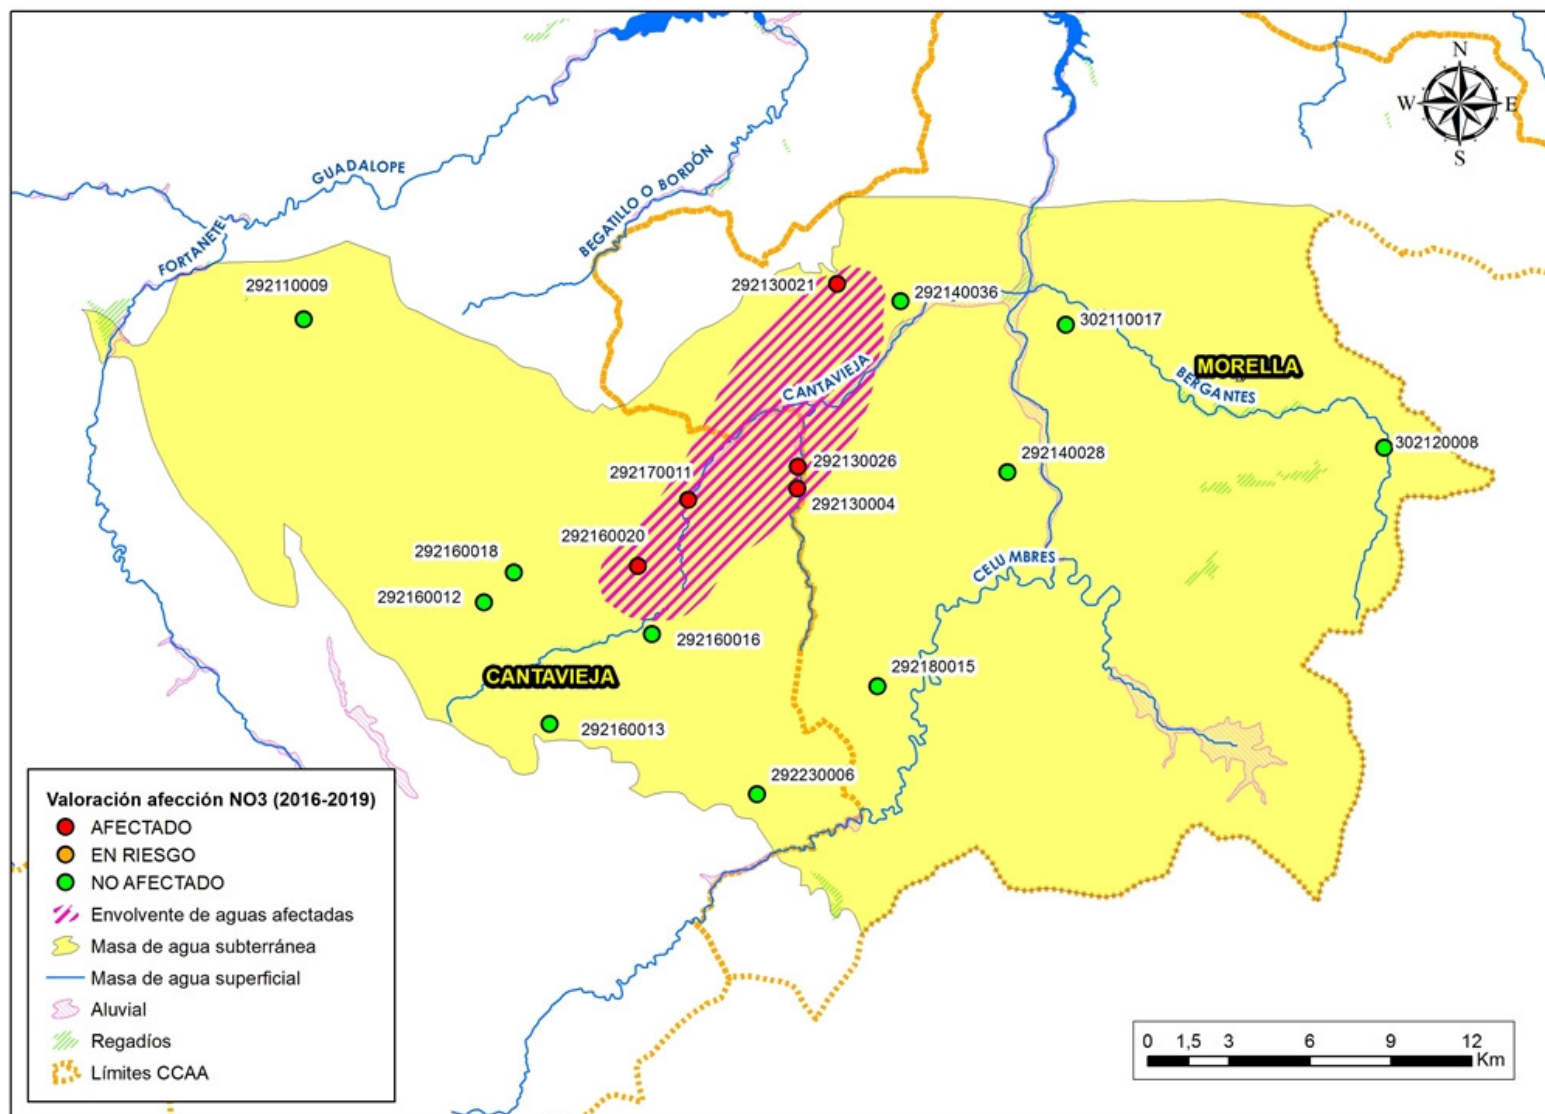 N
W
E
S
GUADALOPE
BEGATILLO O BORDÓN
FORTANETE
292110009
292130021
292140036
302110017
MORELLA
BERGANTES
CANTAVIEJA
302120008
292130026
292140028
292170011
292130004
292160020
292160018
CELUMBRES
292160012
292160016
292180015
CANTAVIEJA
292160013
292230006
Valoración afección NO3 (2016-2019)
AFECTADO
EN RIESGO
NO AFECTADO
Envolvente de aguas afectadas
Masa de agua subterránea
Masa de agua superficial
Aluvial
Regadíos
Límites CCAA
0 1,5 3 6 9 12
Km